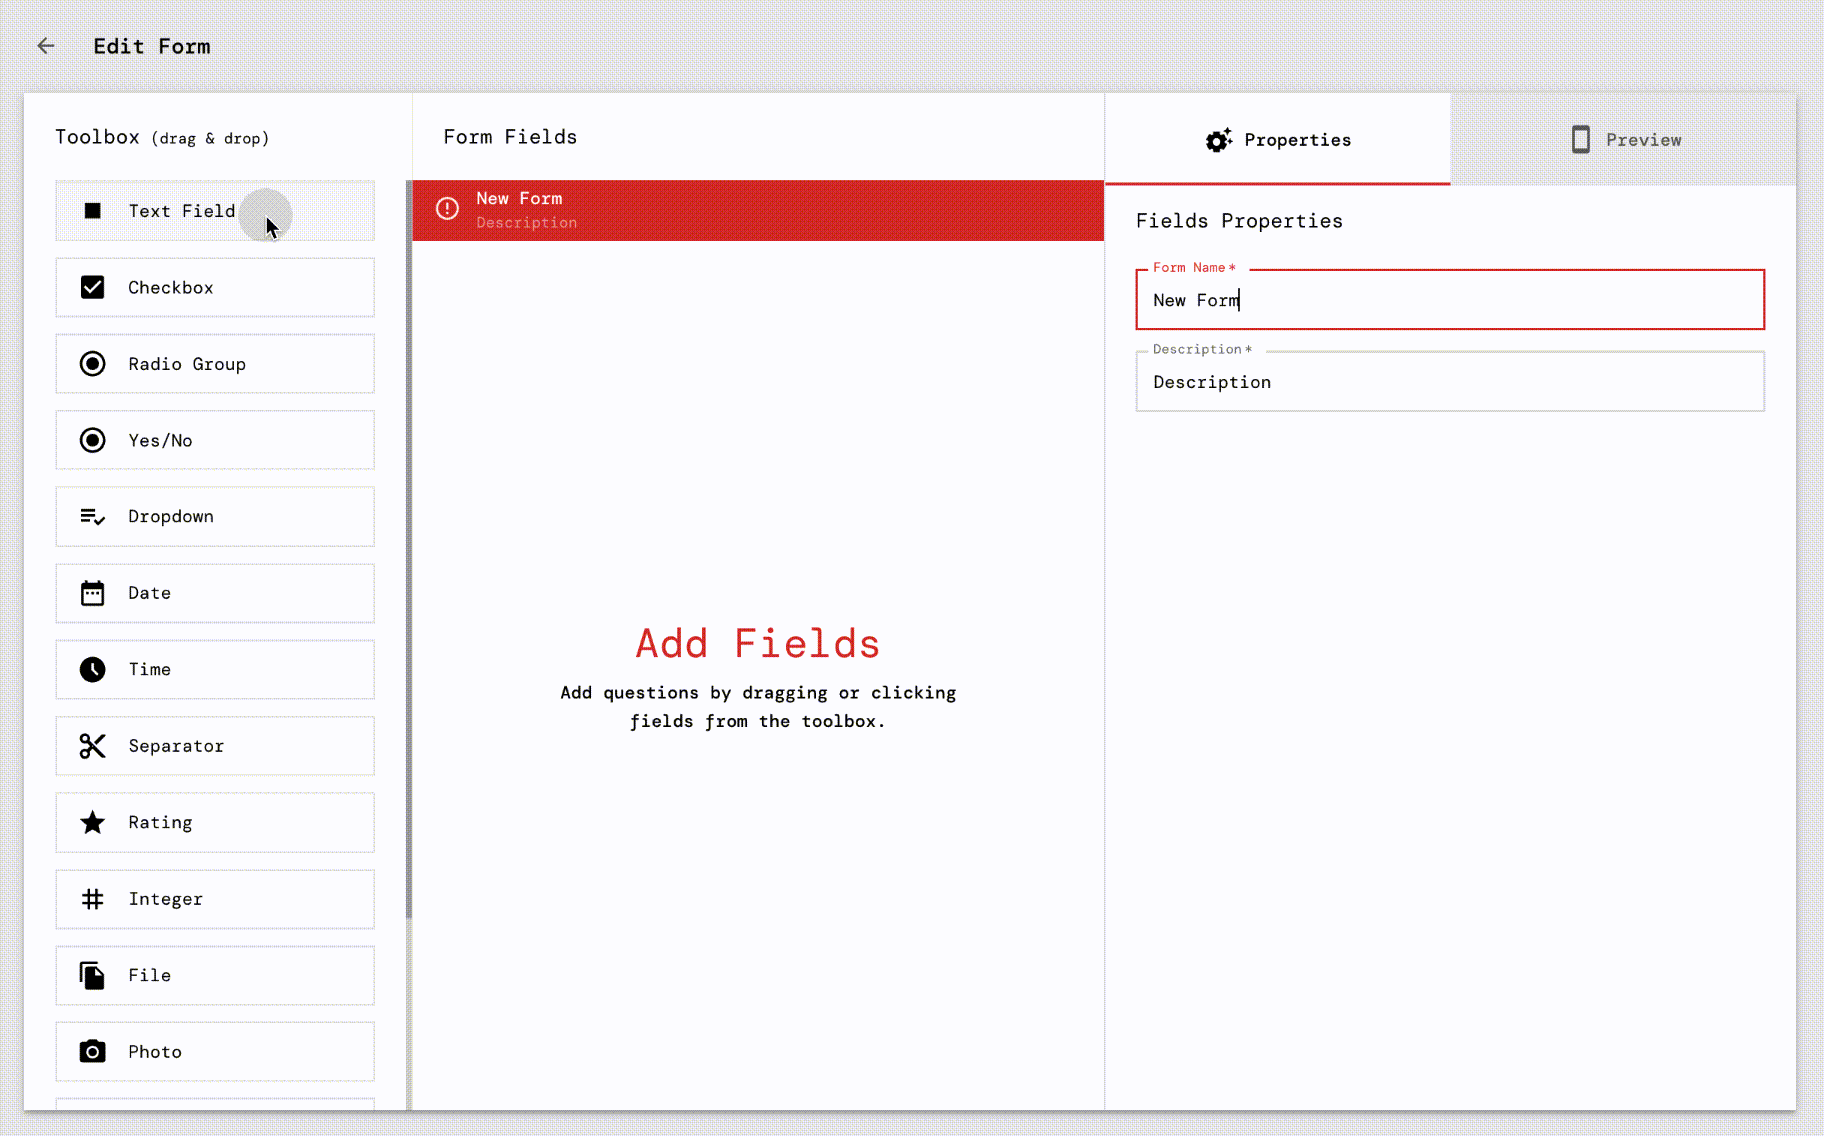 Edit Form
Toolbox (drag & drop)
Text Field
Checkbox
Radio Group
Yes/No
Dropdown
Date
Time
Separator
Rating
Integer
File
Photo
Form Fields
New Form
Description
Add Fields
Add questions by dragging or clicking
fields from the toolbox.
Properties
Preview
Fields Properties
Form Name*
New Form
Description*
Description